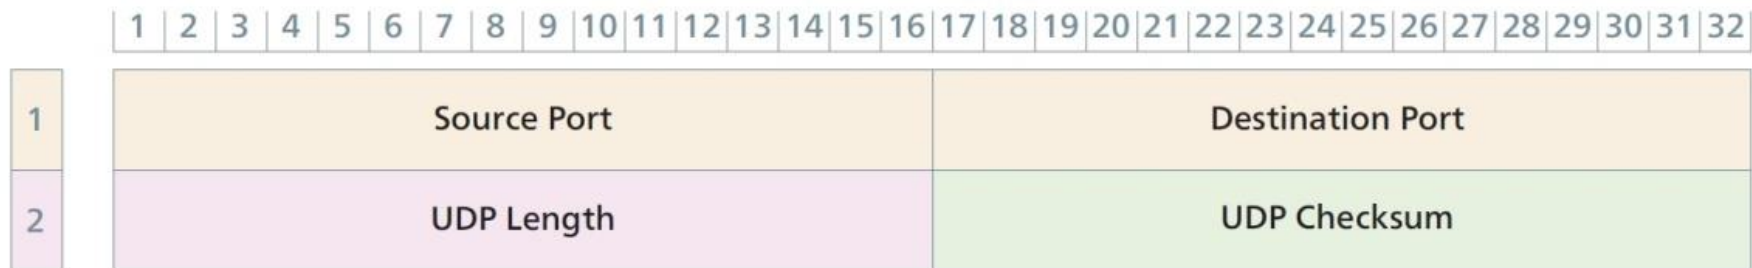 1 2 3 4 5 6 7 8 9 10 11 12 13 14 15 16 17 18 19 20 21 22 23 24 25 26 27 28 29 30 31 32
1 Source Port Destination Port
2 UDP Length UDP Checksum